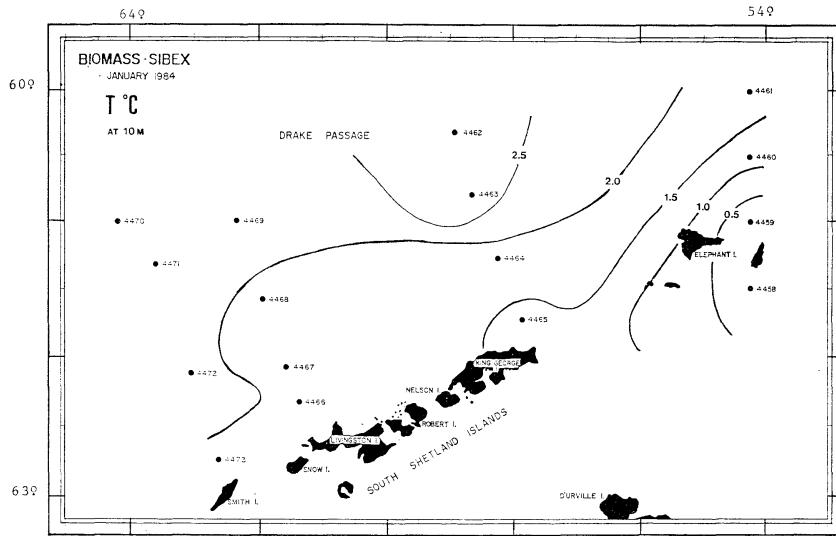 64º 54º
BIOMASS-SIBEX
JANUARY 1984
T °C
AT 10 M
60º
63º
DRAKE PASSAGE
4461
4462
4460
2.5
2.0
1.5
1.0
0.5
4463
4459
4470
4469
4471
4464
ELEPHANT I.
4458
4468
4465
4467
4472
KING GEORGE
NELSON I.
4466
ROBERT I.
LIVINGSTON I.
4473
SNOW I.
SOUTH SHETLAND ISLANDS
SMITH I.
D'URVILLE I.